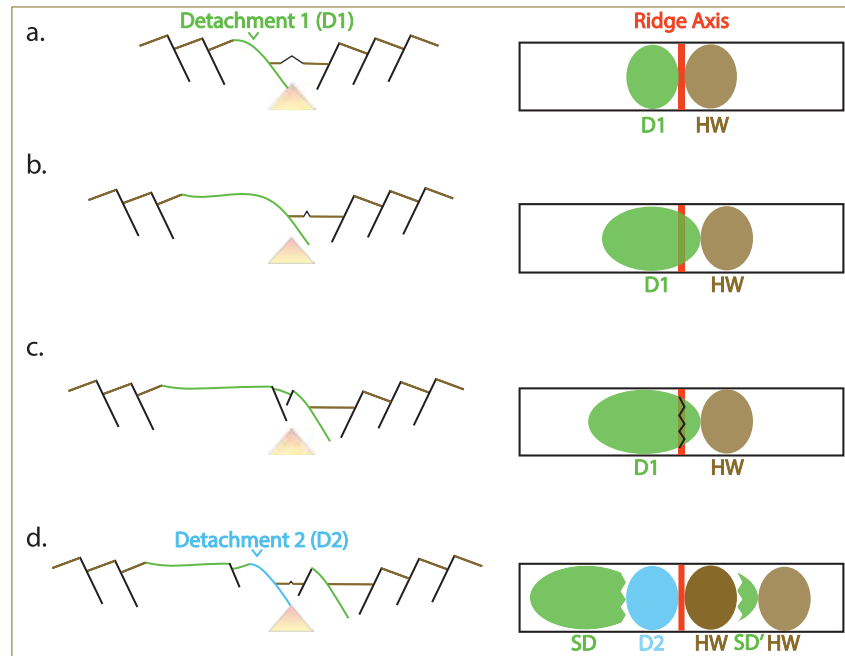 a.
Detachment 1 (D1)
Ridge Axis
D1 HW
b.
D1 HW
c.
D1 HW
d.
Detachment 2 (D2)
SD D2 HW SD' HW